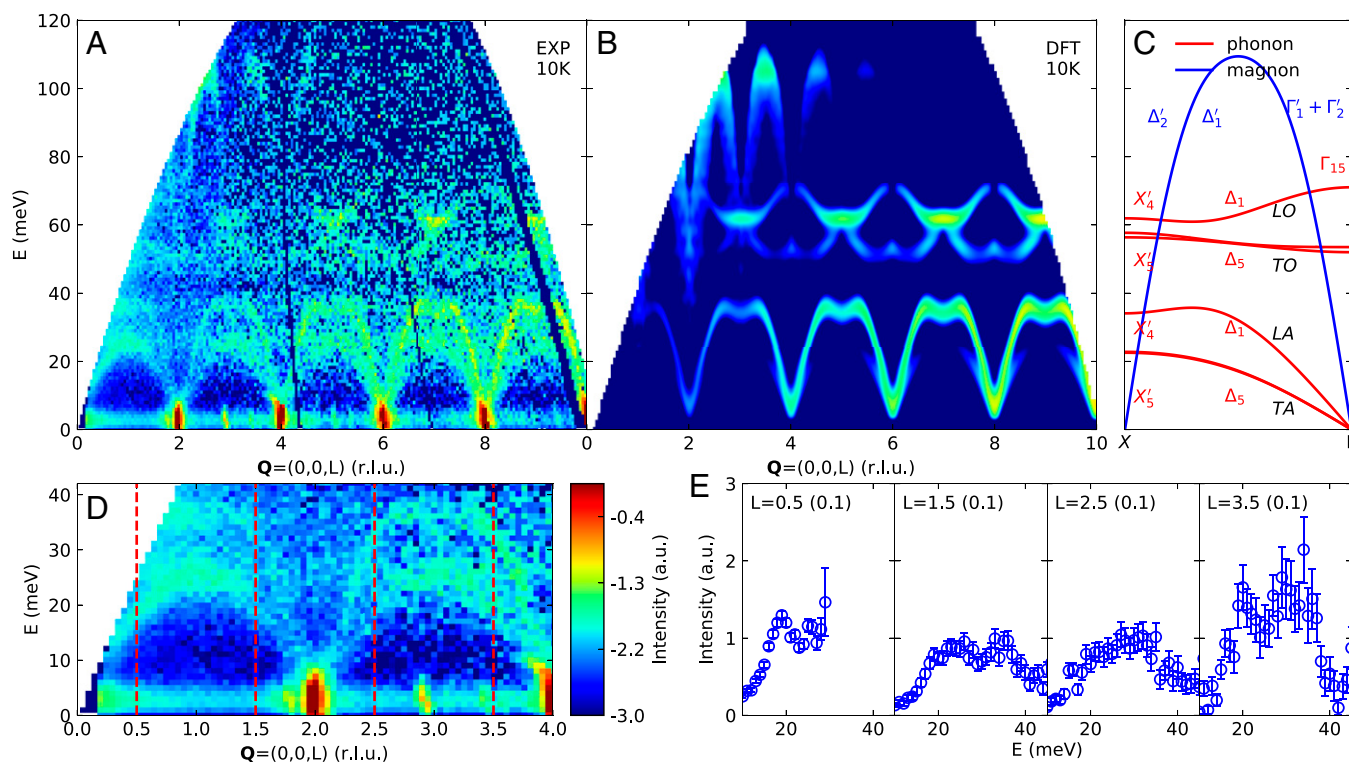 A
EXP
10K
E (meV)
120
100
80
60
40
20
0
0 2 4 6 8
Q=(0,0,L) (r.l.u.)
B
DFT
10K
0 2 4 6 8 10
Q=(0,0,L) (r.l.u.)
C
phonon
magnon
Δ′₂ Δ′₁ Γ′₁ + Γ′₂
Γ₁₅
X′₄ Δ₁ LO
X′₅ Δ₅ TO
X′₄ Δ₁ LA
X′₅ Δ₅ TA
X
D
E (meV)
40
30
20
10
0
0.0 0.5 1.0 1.5 2.0 2.5 3.0 3.5 4.0
Q=(0,0,L) (r.l.u.)
-0.4
-1.3
-2.2
-3.0
Intensity (a.u.)
E
Intensity (a.u.)
3
2
1
0
L=0.5 (0.1) L=1.5 (0.1) L=2.5 (0.1) L=3.5 (0.1)
20 40 20 40 20 40 20 40
E (meV)